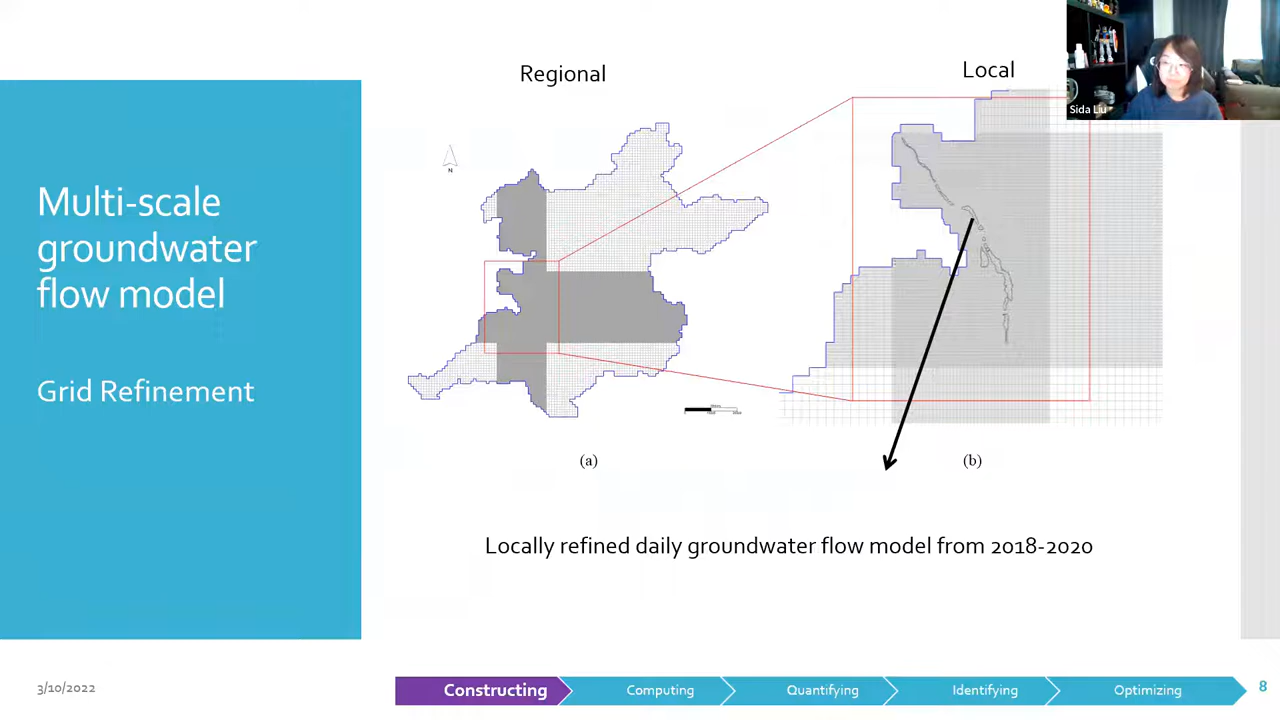 Regional
Local
Sida Liu
N
Multi-scale
groundwater
flow model
Grid Refinement
(a)
(b)
Locally refined daily groundwater flow model from 2018-2020
3/10/2022
Constructing
Computing
Quantifying
Identifying
Optimizing
8